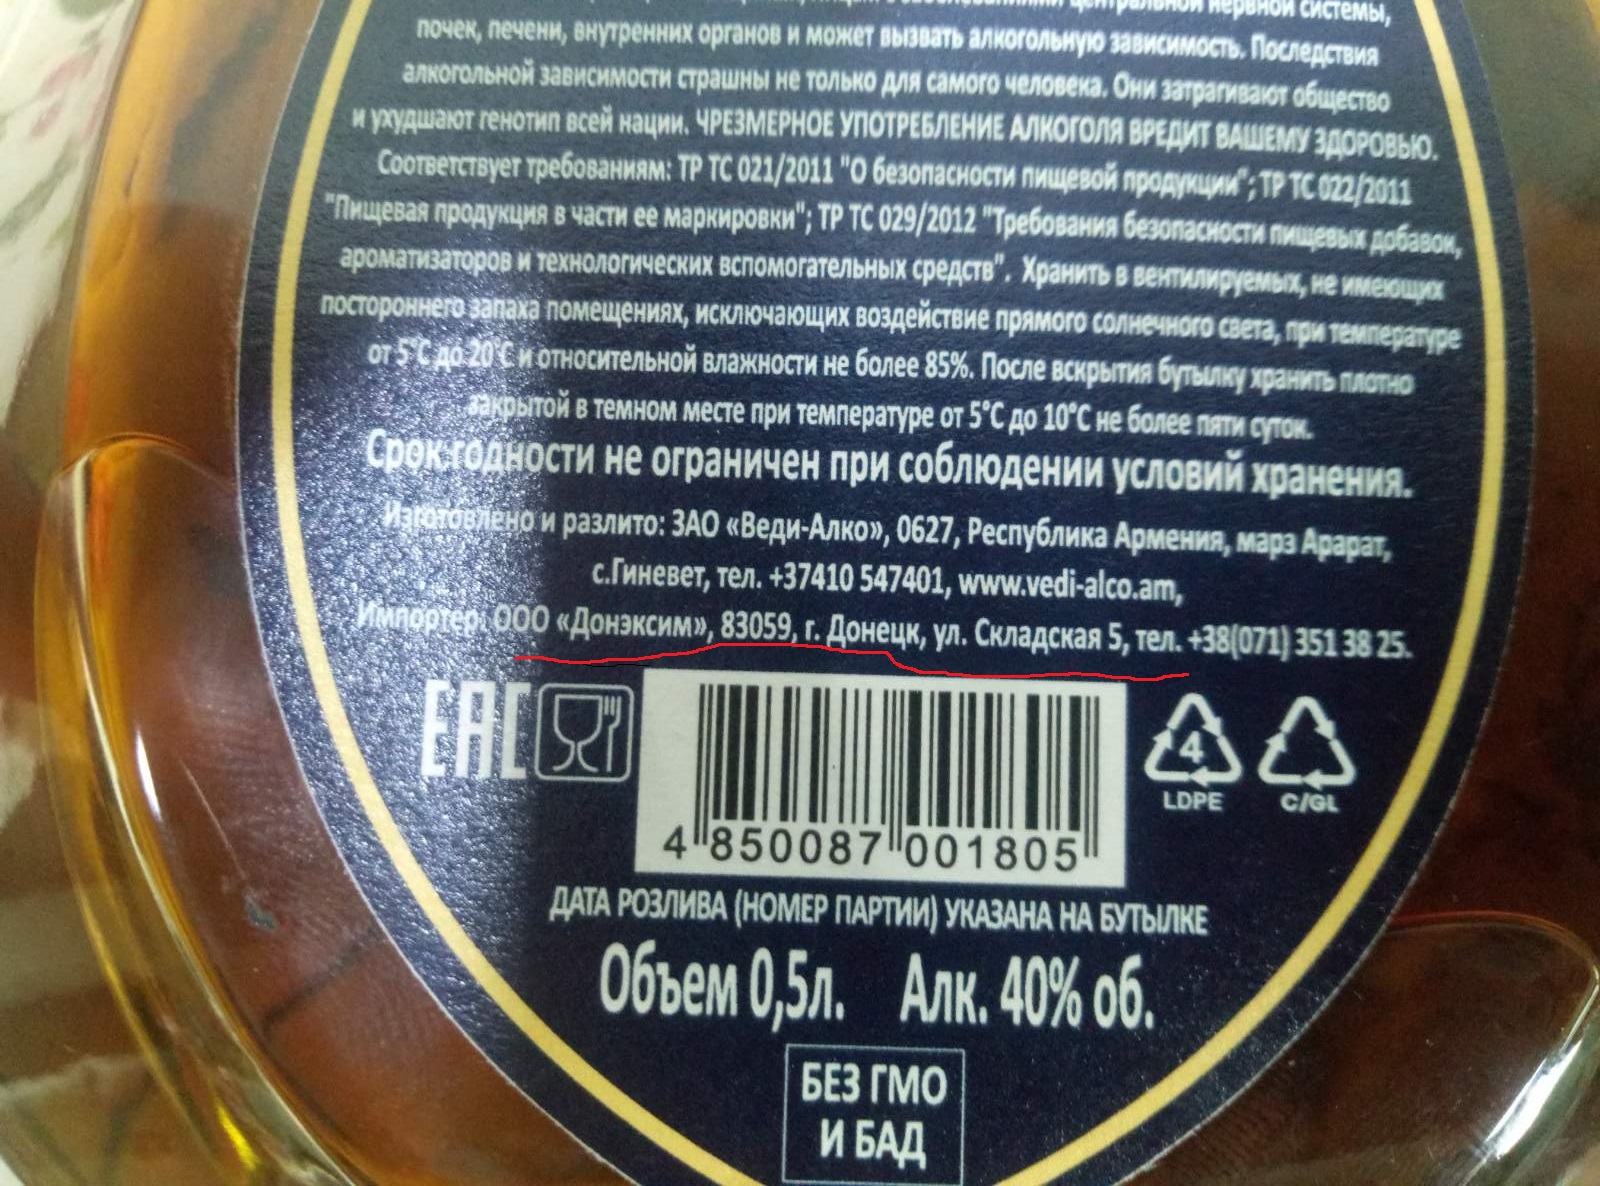 заболеваниями центральной нервной системы,
почек, печени, внутренних органов и может вызвать алкогольную зависимость. Последствия
алкогольной зависимости страшны не только для самого человека. Они затрагивают общество
и ухудшают генотип всей нации. ЧРЕЗМЕРНОЕ УПОТРЕБЛЕНИЕ АЛКОГОЛЯ ВРЕДИТ ВАШЕМУ ЗДОРОВЬЮ.
Соответствует требованиям: ТР ТС 021/2011 "О безопасности пищевой продукции"; ТР ТС 022/2011
"Пищевая продукция в части ее маркировки"; ТР ТС 029/2012 "Требования безопасности пищевых добавок,
ароматизаторов и технологических вспомогательных средств". Хранить в вентилируемых, не имеющих
постороннего запаха помещениях, исключающих воздействие прямого солнечного света, при температуре
от 5°С до 20°С и относительной влажности не более 85%. После вскрытия бутылку хранить плотно
закрытой в темном месте при температуре от 5°С до 10°С не более пяти суток.
Срок годности не ограничен при соблюдении условий хранения.
Изготовлено и разлито: ЗАО «Веди-Алко», 0627, Республика Армения, марз Арарат,
с.Гиневет, тел. +37410 547401, www.vedi-alco.am,
Импортер: ООО «Донэксим», 83059, г. Донецк, ул. Складская 5, тел. +38(071) 351 38 25.
EAC
4 LDPE C/GL
4 850087 001805
ДАТА РОЗЛИВА (НОМЕР ПАРТИИ) УКАЗАНА НА БУТЫЛКЕ
Объем 0,5л. Алк. 40% об.
БЕЗ ГМО
И БАД